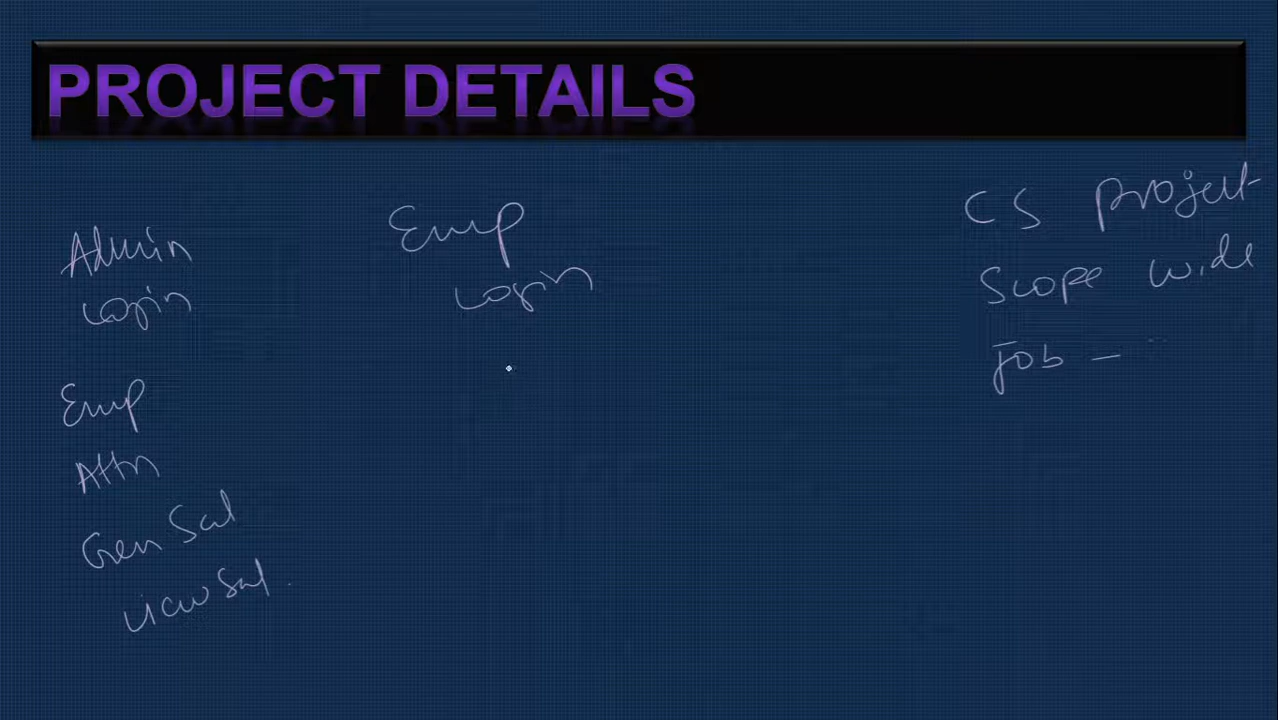 PROJECT DETAILS
Admin
Login
Emp
Attn
Gen Sal
View Sal
Emp
Login
CS Project
Scope wide
Job –